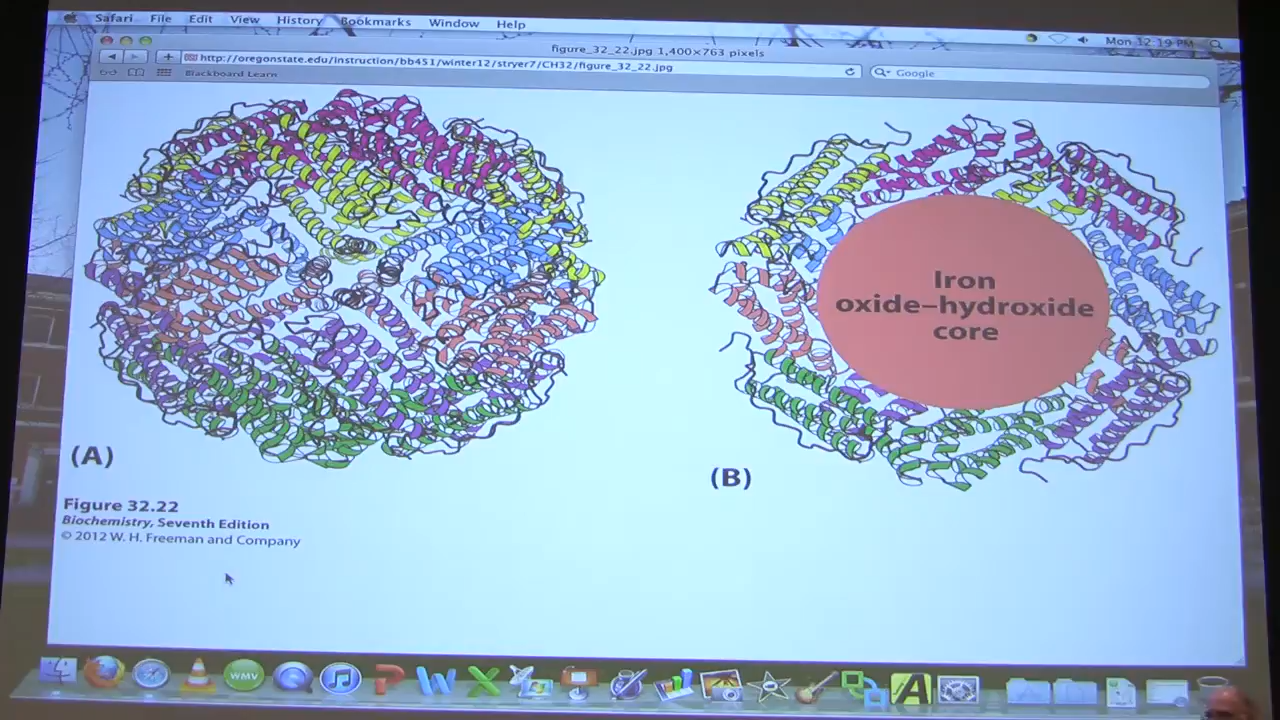 Safari File Edit View History Bookmarks Window Help
Mon 12:19 PM
figure_32_22.jpg 1,400×763 pixels
http://oregonstate.edu/instruction/bb451/winter12/stryer7/CH32/figure_32_22.jpg
Google
Blackboard Learn
Iron
oxide–hydroxide
core
(A)
(B)
Figure 32.22
Biochemistry, Seventh Edition
© 2012 W. H. Freeman and Company
WMV